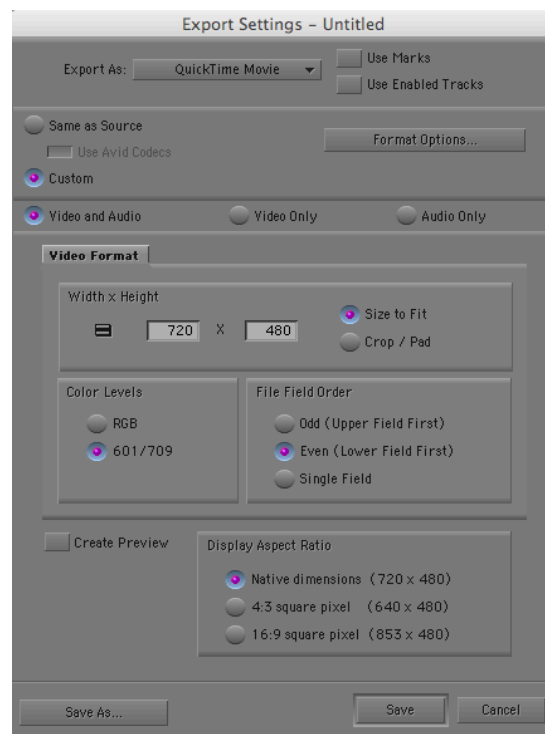 Export Settings – Untitled
Export As: QuickTime Movie
Use Marks
Use Enabled Tracks
Same as Source
Use Avid Codecs
Format Options...
Custom
Video and Audio Video Only Audio Only
Video Format
Width x Height
720 X 480
Size to Fit
Crop / Pad
Color Levels
RGB
601/709
File Field Order
Odd (Upper Field First)
Even (Lower Field First)
Single Field
Create Preview
Display Aspect Ratio
Native dimensions (720 x 480)
4:3 square pixel (640 x 480)
16:9 square pixel (853 x 480)
Save As... Save Cancel